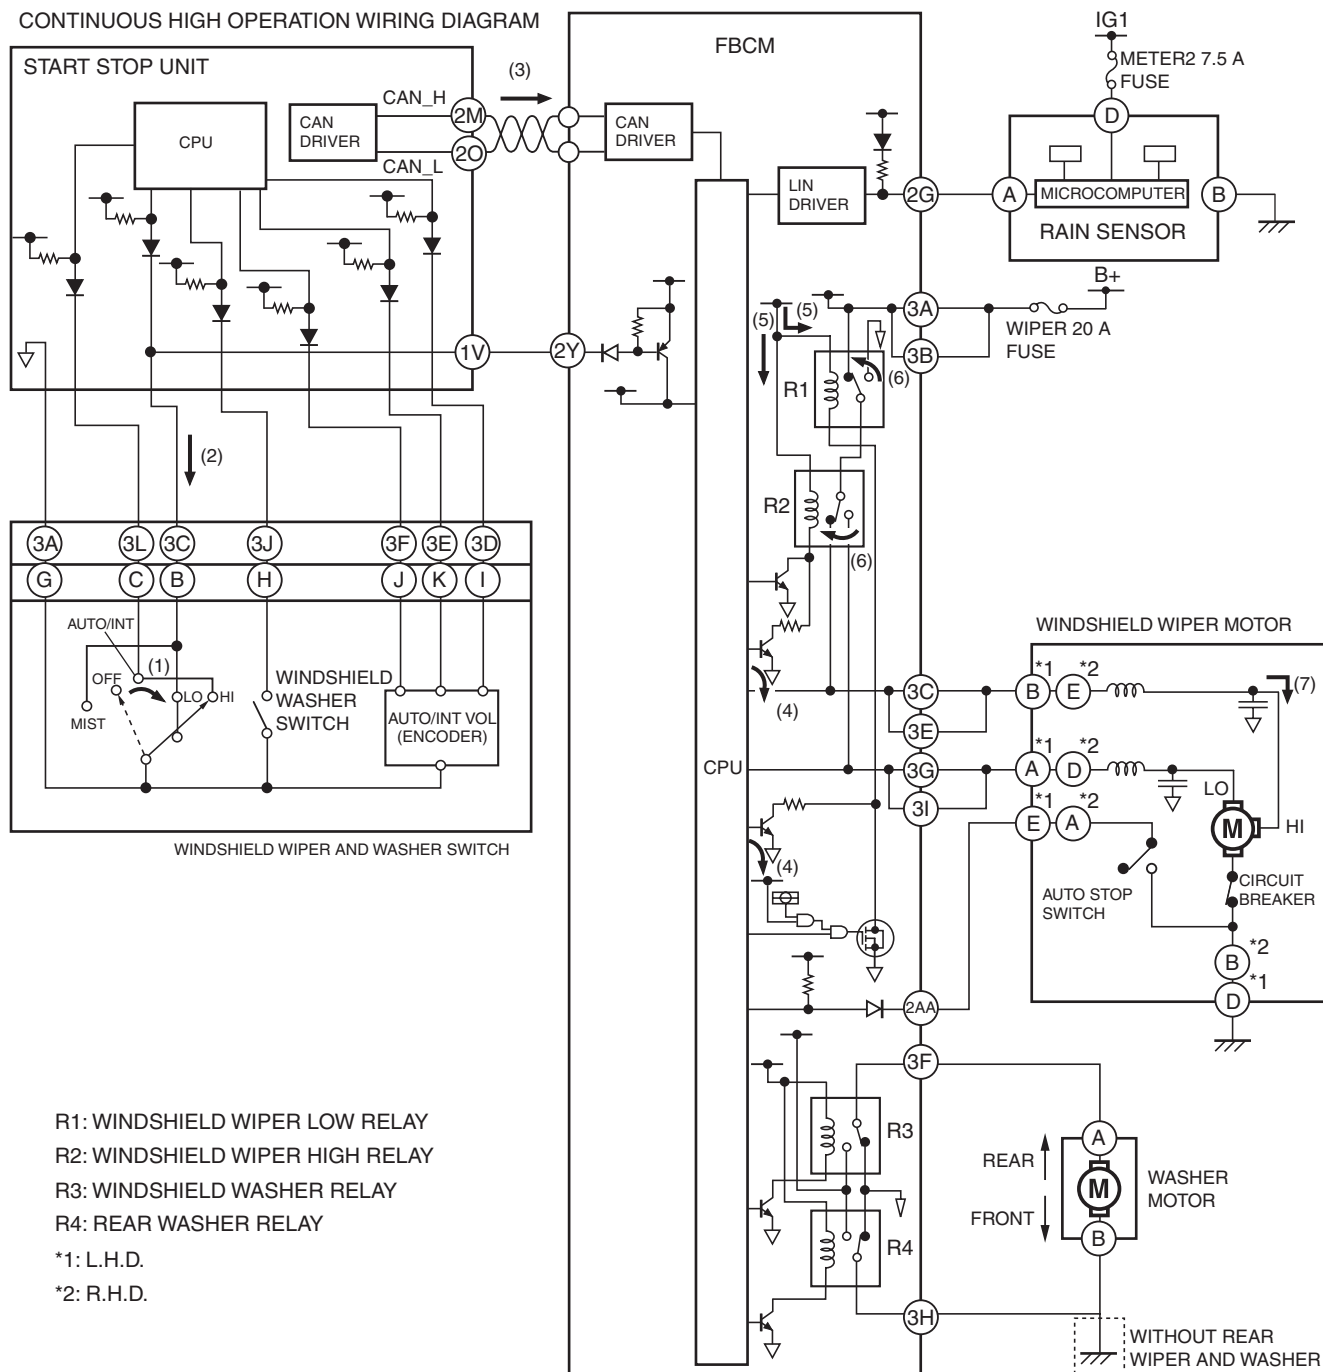 CONTINUOUS HIGH OPERATION WIRING DIAGRAM
START STOP UNIT
CPU
CAN
DRIVER
CAN_H
CAN_L
2M
2O
(3)
FBCM
CAN
DRIVER
LIN
DRIVER
2G
IG1
METER2 7.5 A
FUSE
D
A
MICROCOMPUTER
B
RAIN SENSOR
B+
WIPER 20 A
FUSE
3A
3B
(5)
(5)
R1
(6)
1V
2Y
R2
(6)
(2)
3A
3L
3C
3J
3F
3E
3D
G
C
B
H
J
K
I
AUTO/INT
(1)
OFF
LO
HI
MIST
WINDSHIELD
WASHER
SWITCH
AUTO/INT VOL
(ENCODER)
WINDSHIELD WIPER AND WASHER SWITCH
CPU
(4)
(4)
3C
3E
3G
3I
2AA
WINDSHIELD WIPER MOTOR
*1
*2
B
E
(7)
*1
*2
A
D
LO
*1
*2
E
A
M
HI
AUTO STOP
SWITCH
CIRCUIT
BREAKER
B
*2
D
*1
3F
R3
R4
3H
REAR
FRONT
A
M
B
WASHER
MOTOR
WITHOUT REAR
WIPER AND WASHER
R1: WINDSHIELD WIPER LOW RELAY
R2: WINDSHIELD WIPER HIGH RELAY
R3: WINDSHIELD WASHER RELAY
R4: REAR WASHER RELAY
*1: L.H.D.
*2: R.H.D.